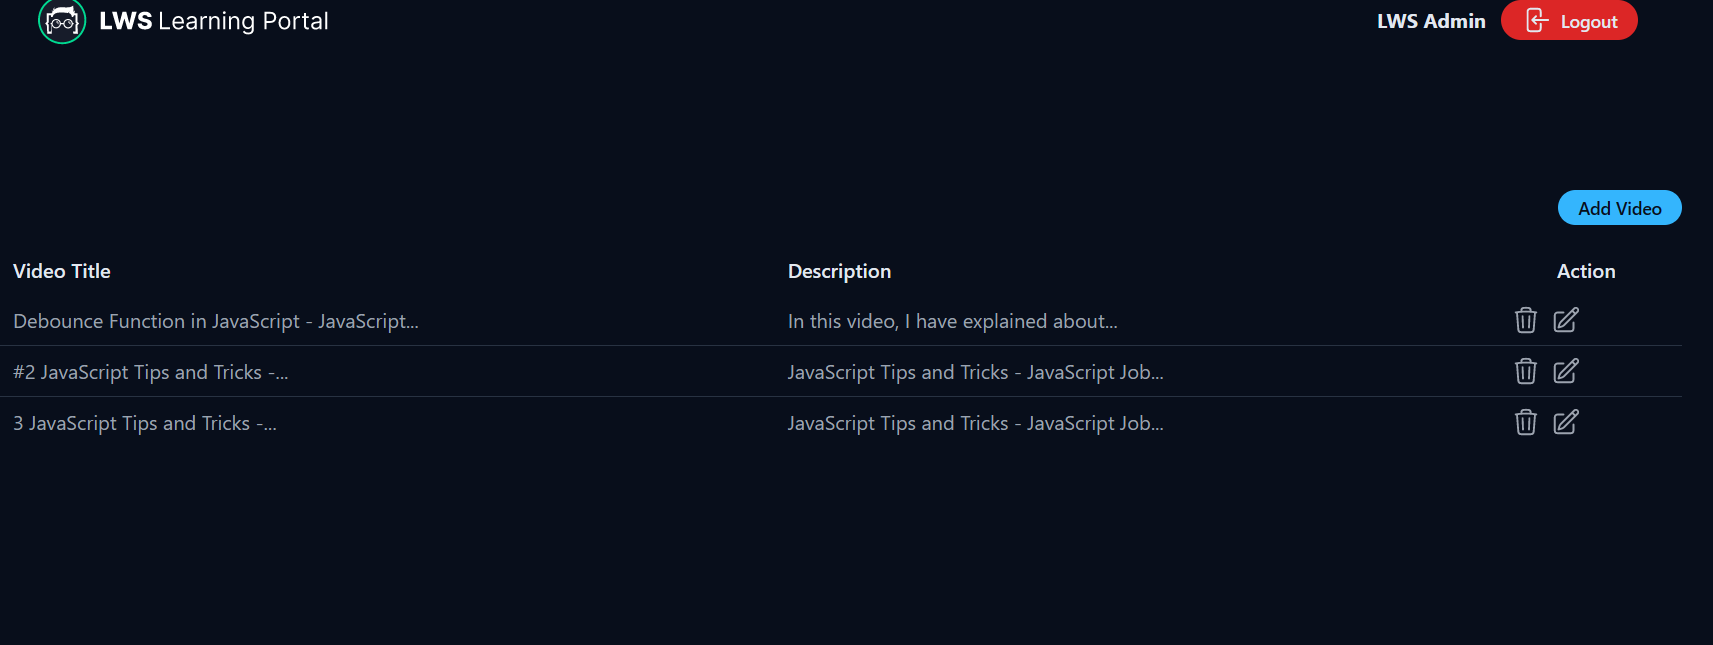 LWS Learning Portal
LWS Admin
Logout
Add Video
Video Title Description Action
Debounce Function in JavaScript - JavaScript... In this video, I have explained about...
#2 JavaScript Tips and Tricks -... JavaScript Tips and Tricks - JavaScript Job...
3 JavaScript Tips and Tricks -... JavaScript Tips and Tricks - JavaScript Job...